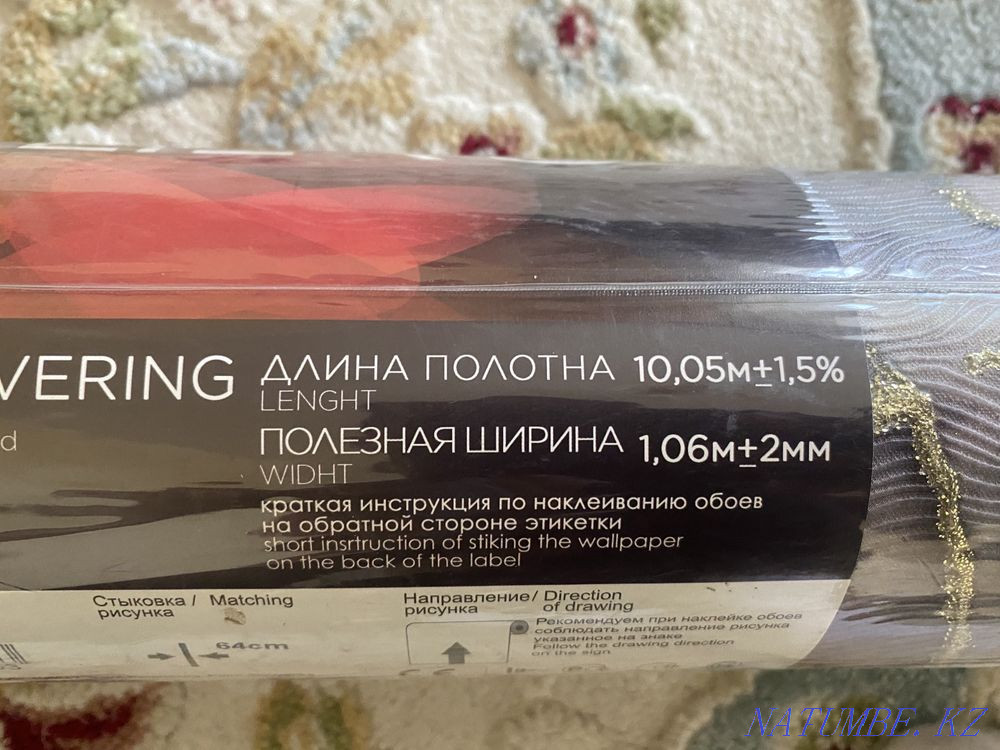 VERING
ДЛИНА ПОЛОТНА 10,05м±1,5%
LENGHT
d
ПОЛЕЗНАЯ ШИРИНА 1,06м±2мм
WIDHT
краткая инструкция по наклеиванию обоев
на обратной стороне этикетки
short insrtruction of stiking the wallpaper
on the back of the label
Стыковка / Matching
рисунка
64cm
Направление/ Direction
рисунка of drawing
Рекомендуем при наклейке обоев
соблюдать направление рисунка
указанное на знаке
Follow the drawing direction
on the sign
NATUMBE.KZ